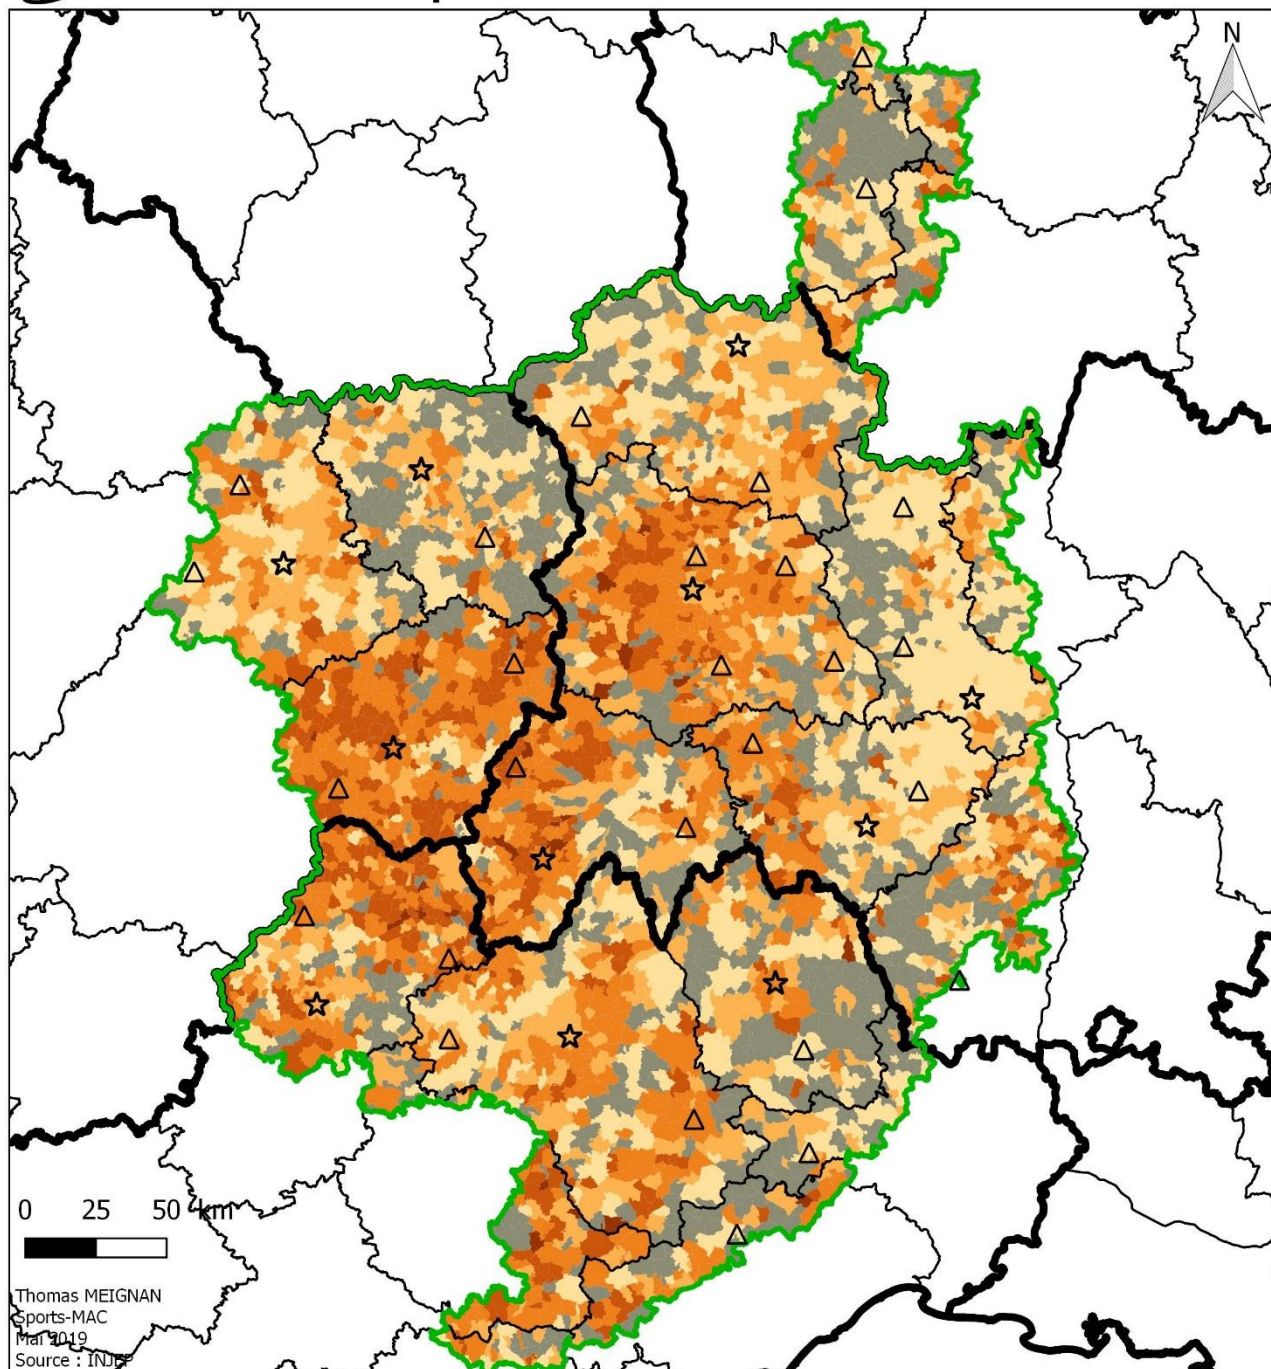 N
0 25 50 km
Thomas MEIGNAN
Sports-MAC
Mai 2019
Source : INJEP